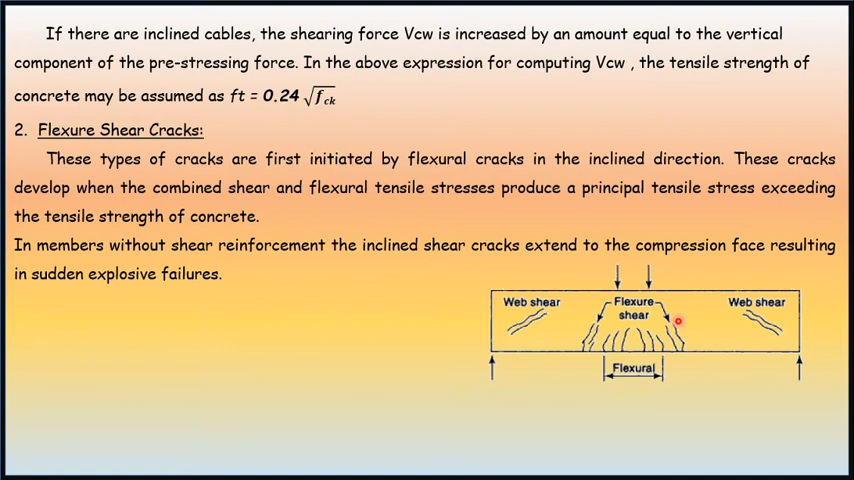 If there are inclined cables, the shearing force Vcw is increased by an amount equal to the vertical
component of the pre-stressing force. In the above expression for computing Vcw , the tensile strength of
concrete may be assumed as ft = 0.24 √fck
2. Flexure Shear Cracks:
These types of cracks are first initiated by flexural cracks in the inclined direction. These cracks
develop when the combined shear and flexural tensile stresses produce a principal tensile stress exceeding
the tensile strength of concrete.
In members without shear reinforcement the inclined shear cracks extend to the compression face resulting
in sudden explosive failures.
Web shear
Flexure
shear
Web shear
Flexural